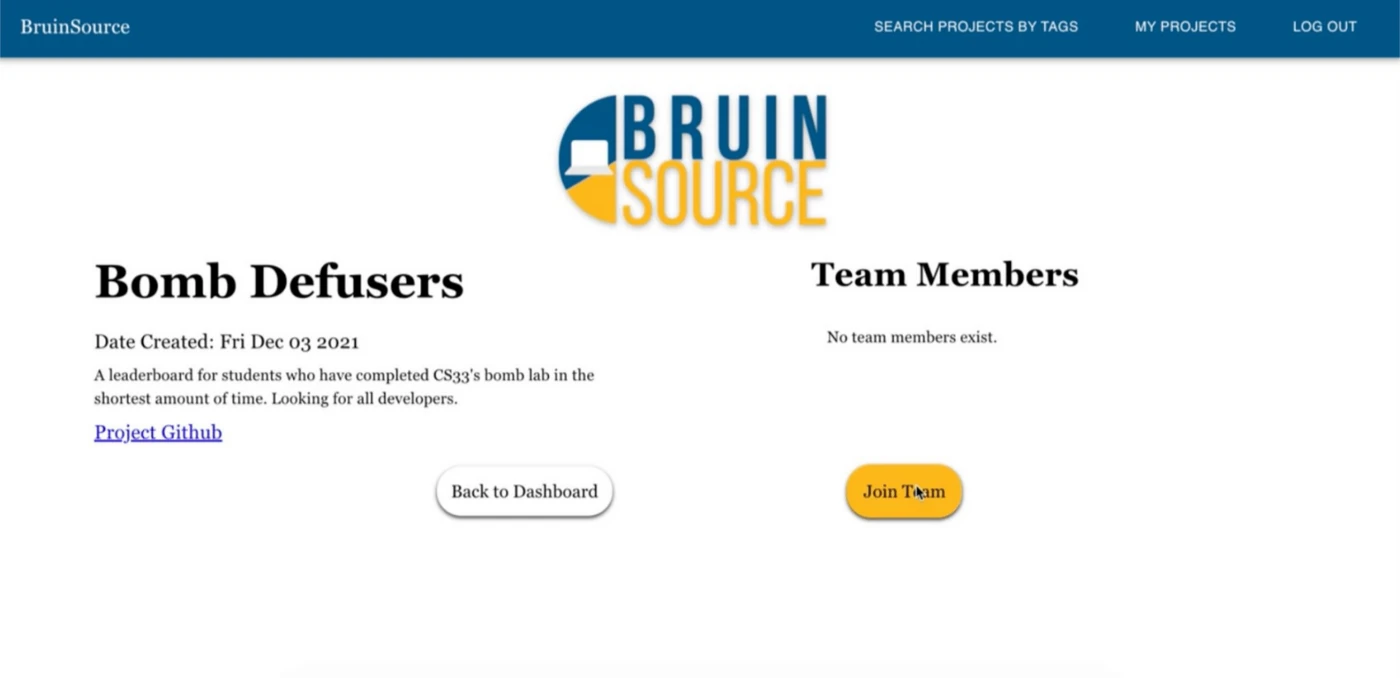 BruinSource
SEARCH PROJECTS BY TAGS
MY PROJECTS
LOG OUT
BRUIN
SOURCE
Bomb Defusers
Date Created: Fri Dec 03 2021
A leaderboard for students who have completed CS33's bomb lab in the
shortest amount of time. Looking for all developers.
Project Github
Team Members
No team members exist.
Back to Dashboard
Join Team